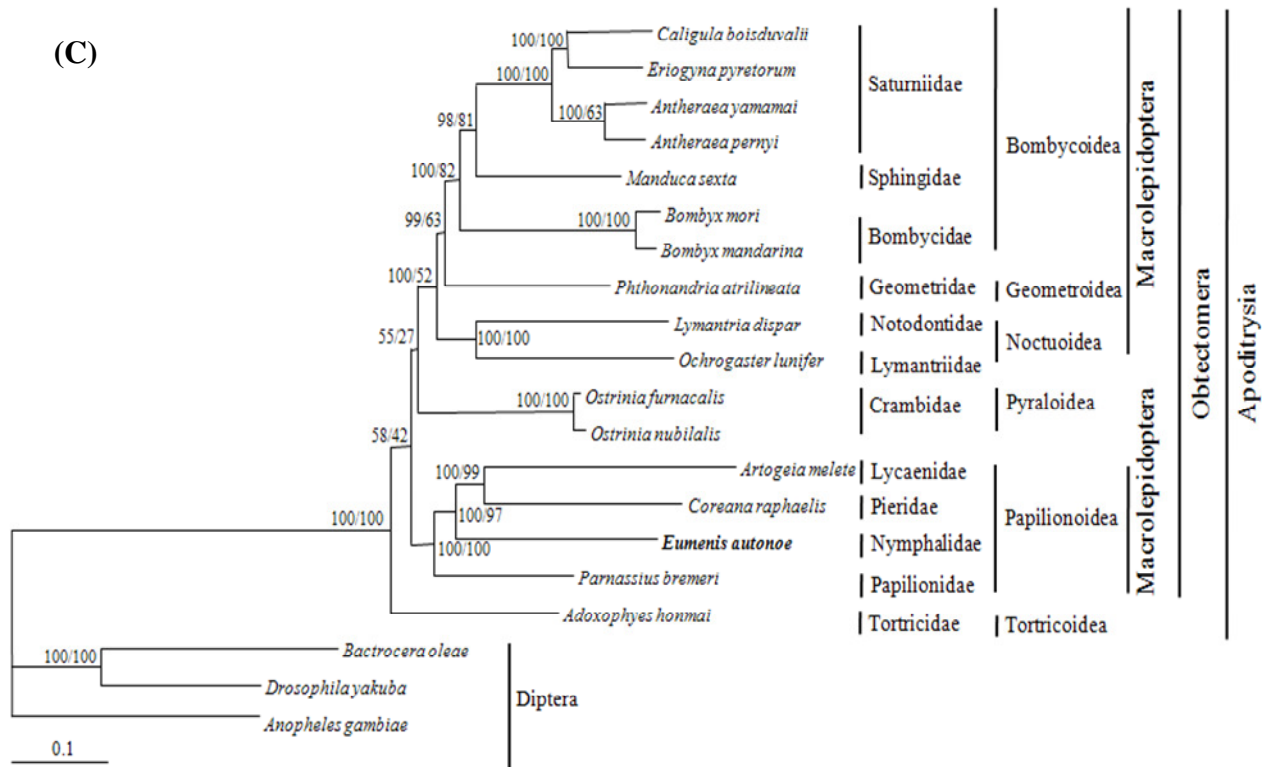 (C)
Caligula boisduvalii
100/100
Eriogyna pyretorum
100/100
Saturniidae
Antheraea yamamai
100/63
98/81
Antheraea pernyi
Bombycoidea
Macrolepidoptera
100/82
Manduca sexta
Sphingidae
Bombyx mori
99/63
100/100
Bombycidae
Bombyx mandarina
100/52
Phthonandria atrilineata
Geometridae
Geometroidea
Lymantria dispar
Notodontidae
55/27
100/100
Noctuoidea
Ochrogaster lunifer
Lymantriidae
Obtectomera
Apoditrysia
Ostrinia furnacalis
100/100
Crambidae
Pyraloidea
58/42
Ostrinia nubilalis
Macrolepidoptera
100/99
Artogeia melete
Lycaenidae
Coreana raphaelis
Pieridae
100/100
100/97
Papilionoidea
Eumenis autonoe
Nymphalidae
100/100
Parnassius bremeri
Papilionidae
Adoxophyes honmai
Tortricidae
Tortricoidea
Bactrocera oleae
100/100
Drosophila yakuba
Diptera
Anopheles gambiae
0.1